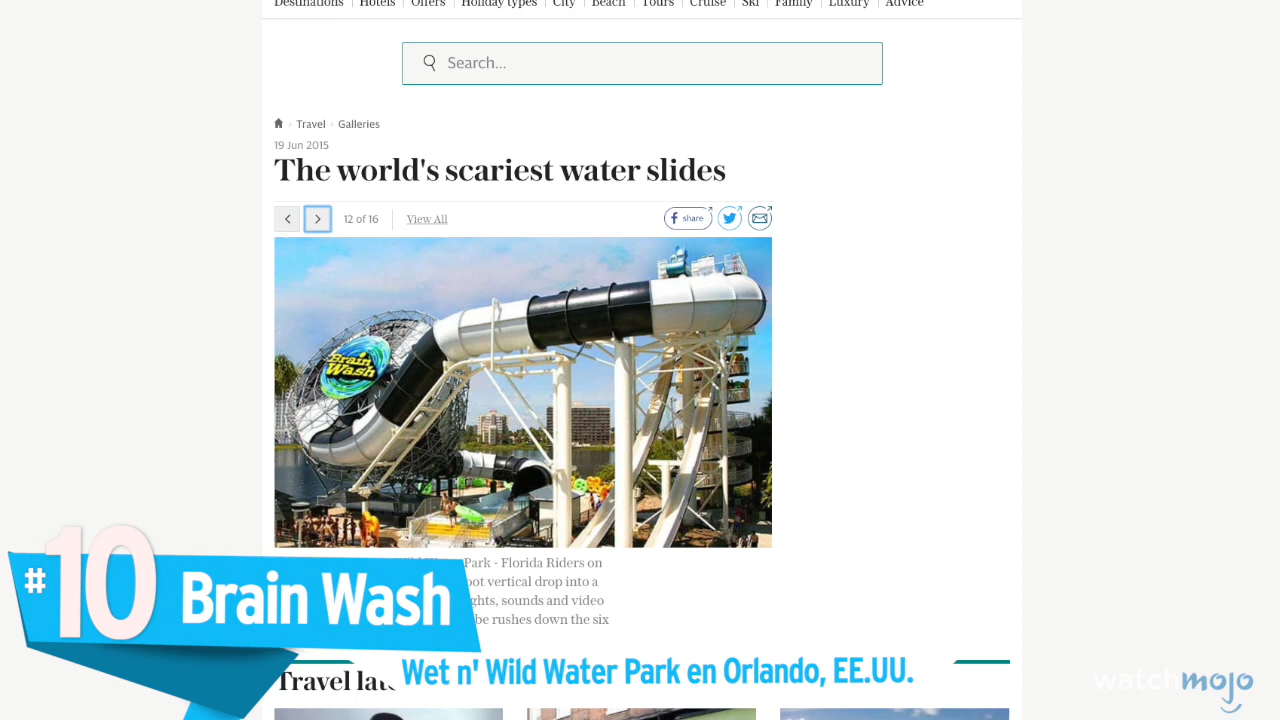 Destinations Hotels Offers Holiday types City Beach Tours Cruise Ski Family Luxury Advice
Search...
Travel › Galleries
19 Jun 2015
The world's scariest water slides
12 of 16 View All
share
Brain
Wash
Park - Florida Riders on
oot vertical drop into a
ghts, sounds and video
be rushes down the six
#10 Brain Wash
Wet n' Wild Water Park en Orlando, EE.UU.
Travel lat
watchmojo